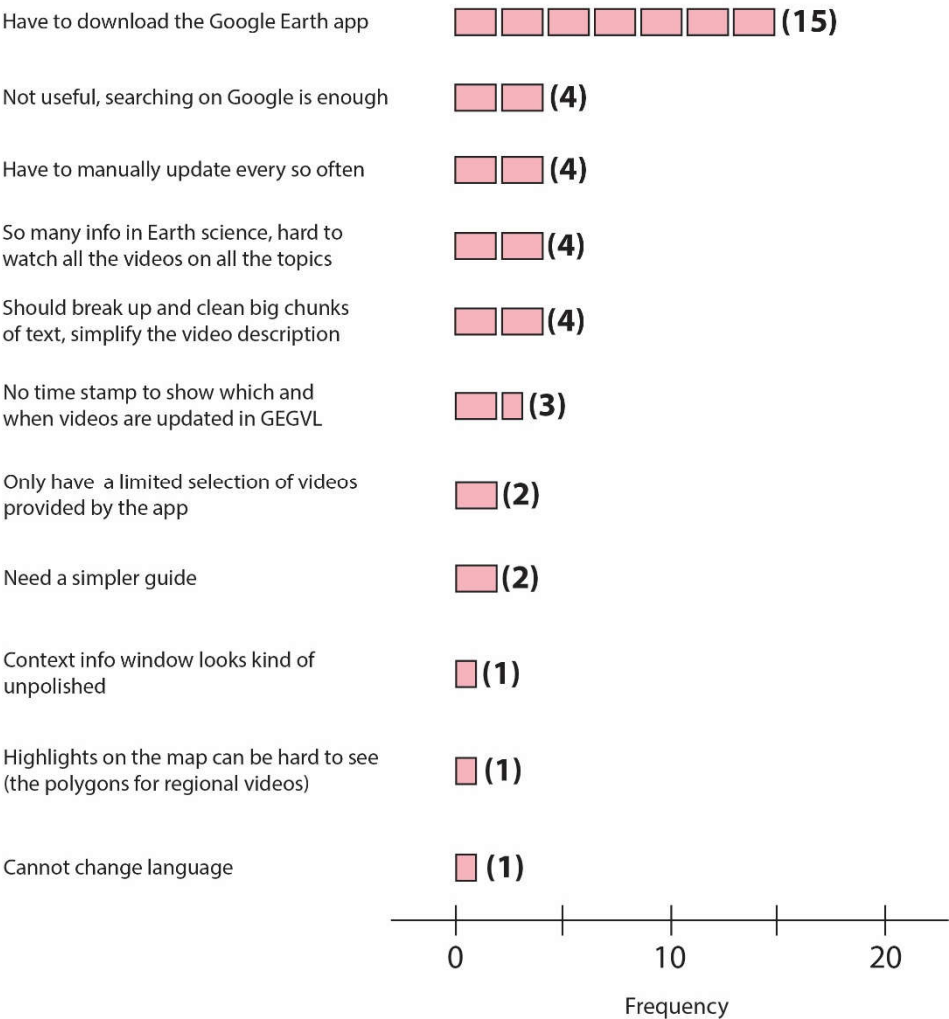 Have to download the Google Earth app (15)
Not useful, searching on Google is enough (4)
Have to manually update every so often (4)
So many info in Earth science, hard to
watch all the videos on all the topics (4)
Should break up and clean big chunks
of text, simplify the video description (4)
No time stamp to show which and
when videos are updated in GEGVL (3)
Only have a limited selection of videos
provided by the app (2)
Need a simpler guide (2)
Context info window looks kind of
unpolished (1)
Highlights on the map can be hard to see
(the polygons for regional videos) (1)
Cannot change language (1)
0 10 20
Frequency